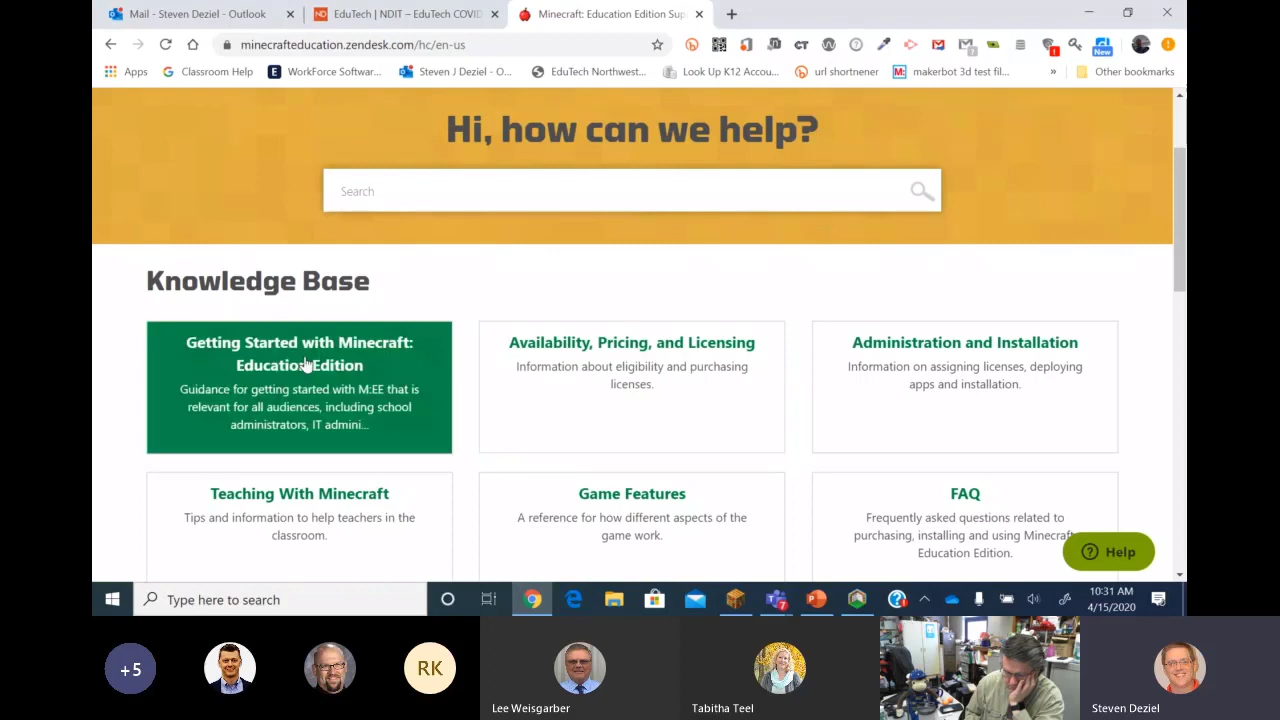 Mail - Steven Deziel - Outlook
EduTech | NDIT – EduTech COVID
Minecraft: Education Edition Sup
minecrafteducation.zendesk.com/hc/en-us
New
Apps
Classroom Help
WorkForce Softwar...
Steven J Deziel - O...
EduTech Northwest...
Look Up K12 Accou...
url shortnener
makerbot 3d test fil...
»
Other bookmarks
Hi, how can we help?
Search
Knowledge Base
Getting Started with Minecraft:
Education Edition
Guidance for getting started with M:EE that is
relevant for all audiences, including school
administrators, IT admini...
Availability, Pricing, and Licensing
Information about eligibility and purchasing
licenses.
Administration and Installation
Information on assigning licenses, deploying
apps and installation.
Teaching With Minecraft
Tips and information to help teachers in the
classroom.
Game Features
A reference for how different aspects of the
game work.
FAQ
Frequently asked questions related to
purchasing, installing and using Minecraft
Education Edition.
Help
Type here to search
10:31 AM
4/15/2020
+5
RK
Lee Weisgarber
Tabitha Teel
Steven Deziel